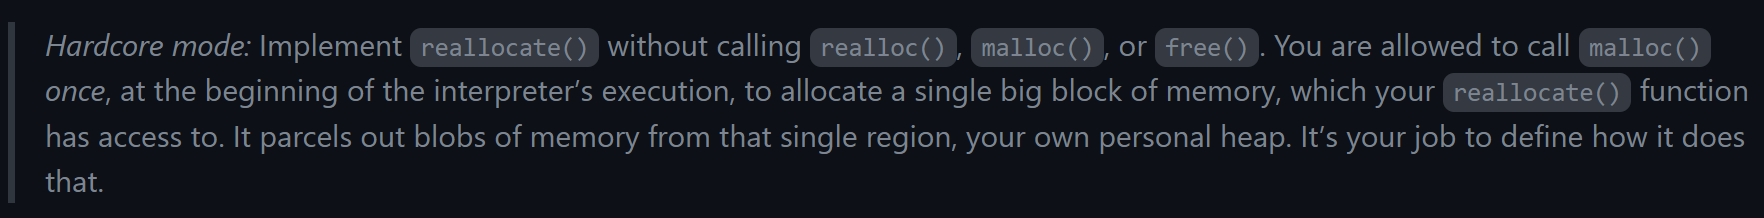 Hardcore mode: Implement reallocate() without calling realloc(), malloc(), or free(). You are allowed to call malloc()
once, at the beginning of the interpreter’s execution, to allocate a single big block of memory, which your reallocate() function
has access to. It parcels out blobs of memory from that single region, your own personal heap. It’s your job to define how it does
that.